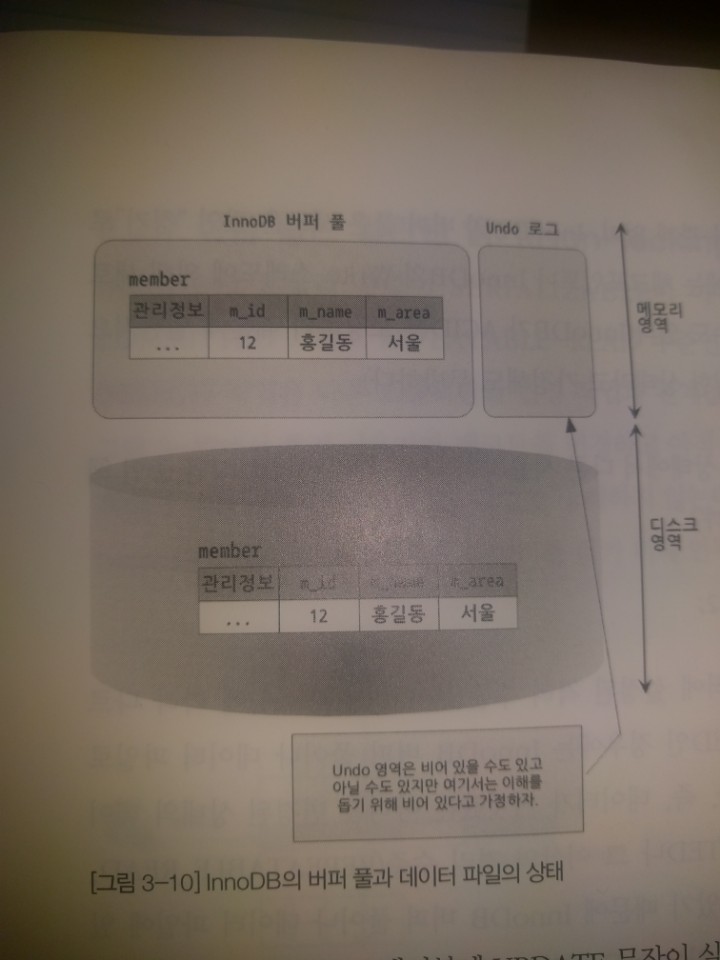 InnoDB 버퍼 풀
Undo 로그
member
관리정보 m_id m_name m_area
... 12 홍길동 서울
메모리
영역
디스크
영역
member
관리정보 m_id m_name m_area
... 12 홍길동 서울
Undo 영역은 비어 있을 수도 있고
아닐 수도 있지만 여기서는 이해를
돕기 위해 비어 있다고 가정하자.
[그림 3-10] InnoDB의 버퍼 풀과 데이터 파일의 상태
UPDATE 문장이